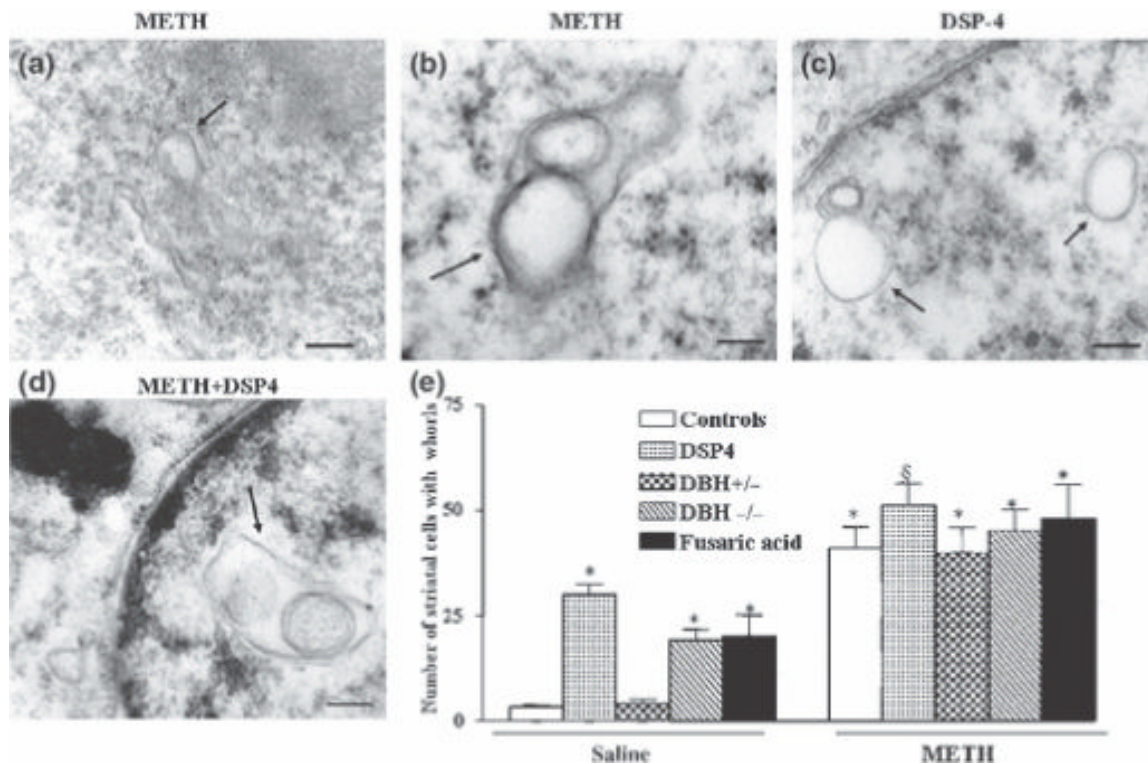 METH
METH
DSP-4
(a)
(b)
(c)
METH+DSP4
(d)
(e)
Number of striatal cells with whorls
75
50
25
0
Controls
DSP4
DBH+/–
DBH –/–
Fusaric acid
*
*
*
*
§
*
*
*
Saline
METH